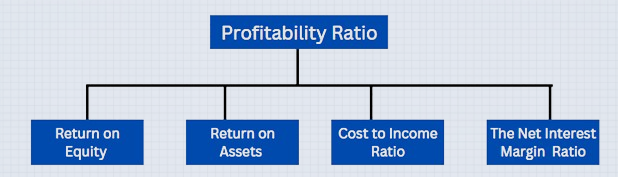 Profitability Ratio
Return on
Equity
Return on
Assets
Cost to Income
Ratio
The Net Interest
Margin Ratio